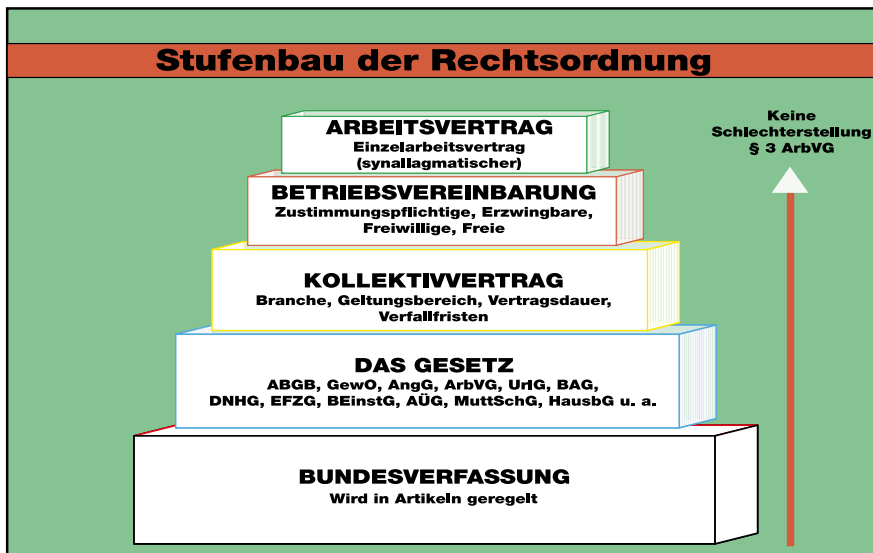 Stufenbau der Rechtsordnung
Keine
Schlechterstellung
§ 3 ArbVG
ARBEITSVERTRAG
Einzelarbeitsvertrag
(synallagmatischer)
BETRIEBSVEREINBARUNG
Zustimmungspflichtige, Erzwingbare,
Freiwillige, Freie
KOLLEKTIVVERTRAG
Branche, Geltungsbereich, Vertragsdauer,
Verfallfristen
DAS GESETZ
ABGB, GewO, AngG, ArbVG, UrlG, BAG,
DNHG, EFZG, BEinstG, AÜG, MuttSchG, HausbG u. a.
BUNDESVERFASSUNG
Wird in Artikeln geregelt